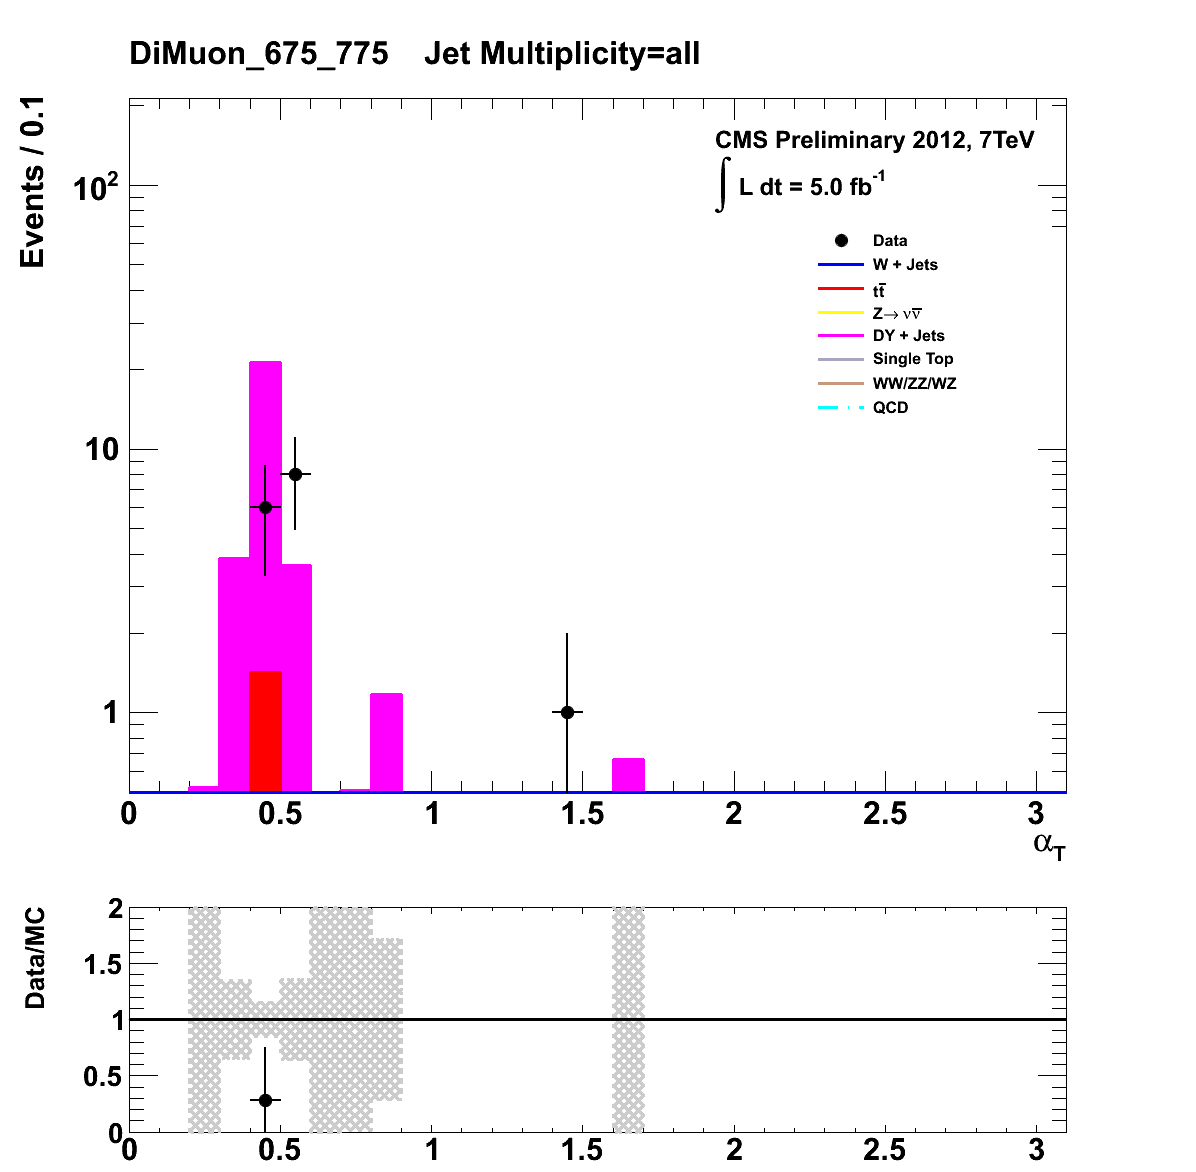 DiMuon_675_775 Jet Multiplicity=all
Events / 0.1
CMS Preliminary 2012, 7TeV
∫ L dt = 5.0 fb⁻¹
Data
W + Jets
tt̅
Z→ νν̅
DY + Jets
Single Top
WW/ZZ/WZ
QCD
10²
10
1
0 0.5 1 1.5 2 2.5 3
α_T
Data/MC
2
1.5
1
0.5
0
0 0.5 1 1.5 2 2.5 3